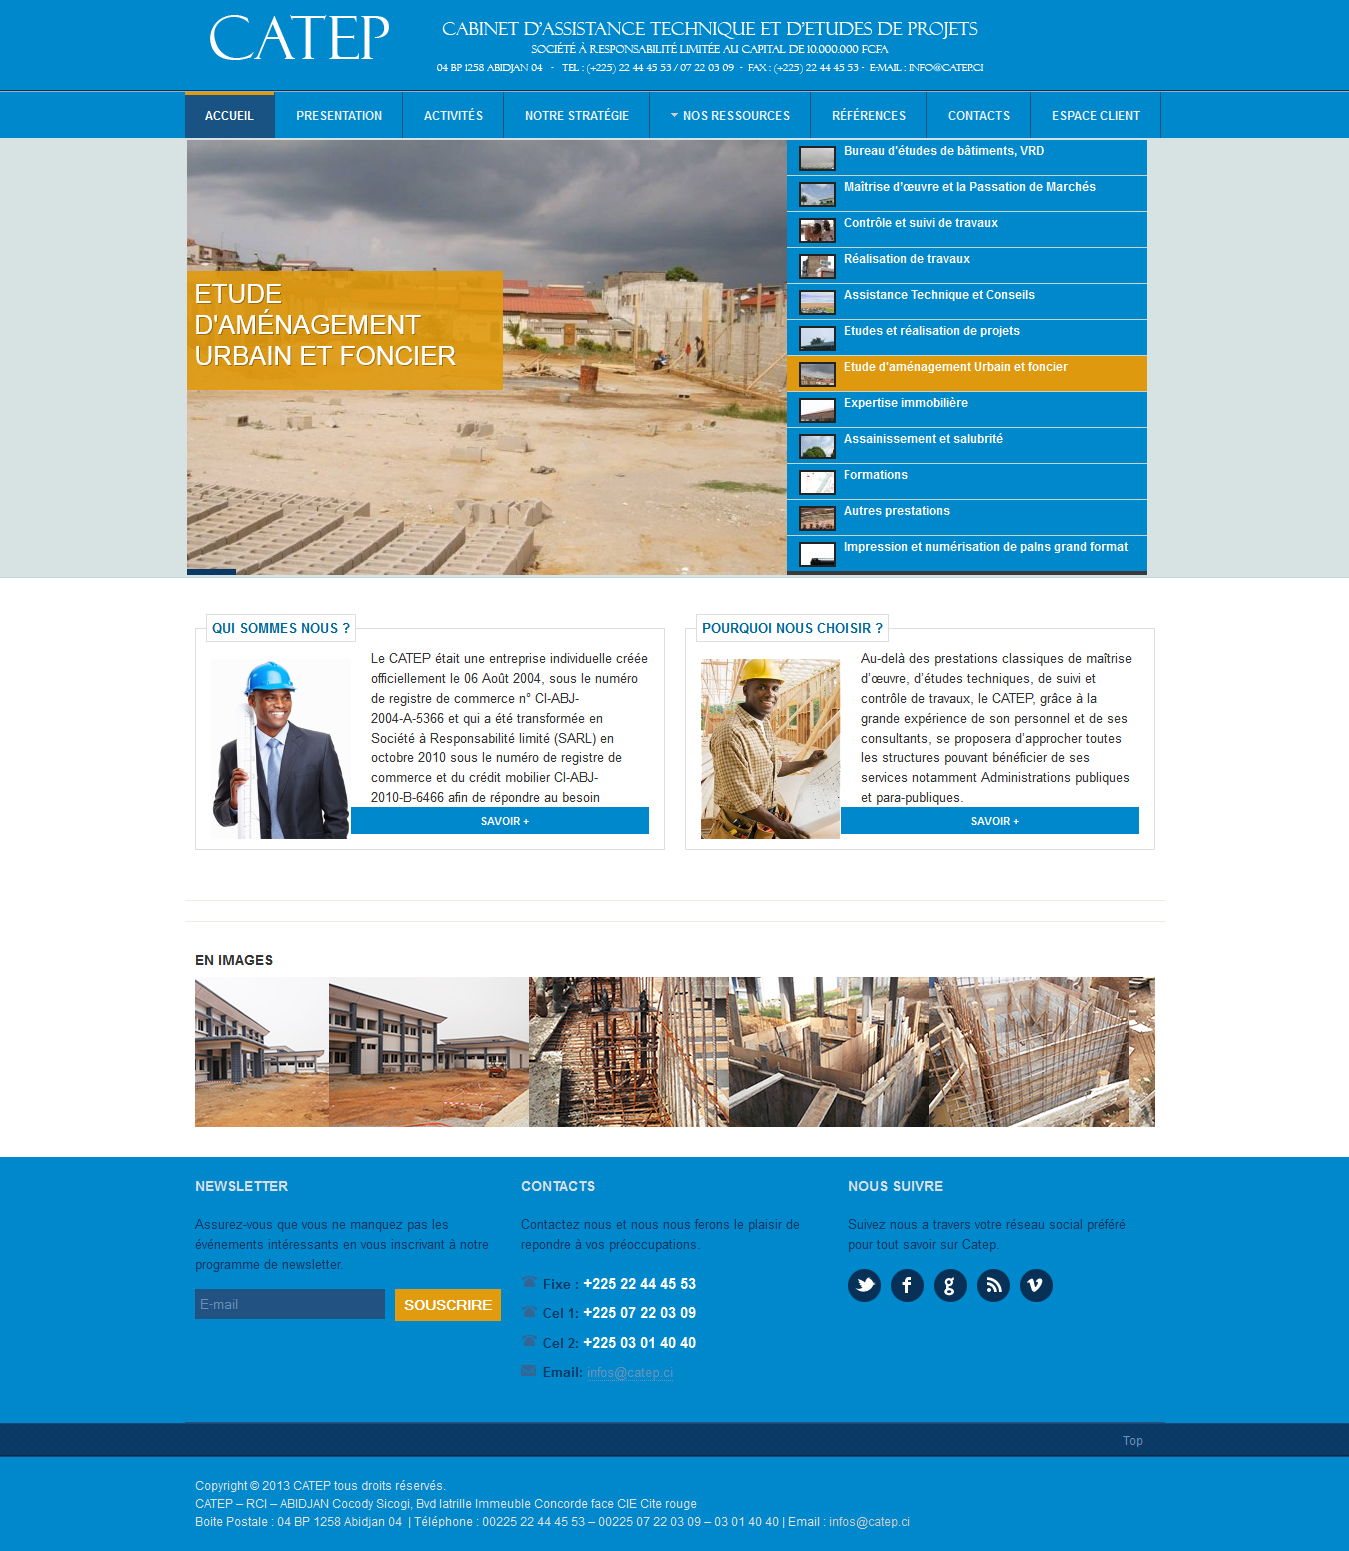 CATEP
CABINET D'ASSISTANCE TECHNIQUE ET D'ETUDES DE PROJETS
SOCIÉTÉ À RESPONSABILITÉ LIMITÉE AU CAPITAL DE 10.000.000 FCFA
04 BP 1258 ABIDJAN 04 - TEL : (+225) 22 44 45 53 / 07 22 03 09 - FAX : (+225) 22 44 45 53 - E-MAIL : INFO@CATEP.CI
ACCUEIL PRESENTATION ACTIVITÉS NOTRE STRATÉGIE NOS RESSOURCES RÉFÉRENCES CONTACTS ESPACE CLIENT
ETUDE
D'AMÉNAGEMENT
URBAIN ET FONCIER
Bureau d'études de bâtiments, VRD
Maîtrise d'œuvre et la Passation de Marchés
Contrôle et suivi de travaux
Réalisation de travaux
Assistance Technique et Conseils
Etudes et réalisation de projets
Etude d'aménagement Urbain et foncier
Expertise immobilière
Assainissement et salubrité
Formations
Autres prestations
Impression et numérisation de palns grand format
QUI SOMMES NOUS ?
Le CATEP était une entreprise individuelle créée
officiellement le 06 Août 2004, sous le numéro
de registre de commerce n° CI-ABJ-
2004-A-5366 et qui a été transformée en
Société à Responsabilité limité (SARL) en
octobre 2010 sous le numéro de registre de
commerce et du crédit mobilier CI-ABJ-
2010-B-6466 afin de répondre au besoin
SAVOIR +
POURQUOI NOUS CHOISIR ?
Au-delà des prestations classiques de maîtrise
d'œuvre, d'études techniques, de suivi et
contrôle de travaux, le CATEP, grâce à la
grande expérience de son personnel et de ses
consultants, se proposera d'approcher toutes
les structures pouvant bénéficier de ses
services notamment Administrations publiques
et para-publiques.
SAVOIR +
EN IMAGES
NEWSLETTER
Assurez-vous que vous ne manquez pas les
événements intéressants en vous inscrivant à notre
programme de newsletter.
E-mail
SOUSCRIRE
CONTACTS
Contactez nous et nous nous ferons le plaisir de
repondre à vos préoccupations.
Fixe : +225 22 44 45 53
Cel 1: +225 07 22 03 09
Cel 2: +225 03 01 40 40
Email: infos@catep.ci
NOUS SUIVRE
Suivez nous a travers votre réseau social préféré
pour tout savoir sur Catep.
Top
Copyright © 2013 CATEP tous droits réservés.
CATEP – RCI – ABIDJAN Cocody Sicogi, Bvd latrille Immeuble Concorde face CIE Cite rouge
Boite Postale : 04 BP 1258 Abidjan 04 | Téléphone : 00225 22 44 45 53 – 00225 07 22 03 09 – 03 01 40 40 | Email : infos@catep.ci